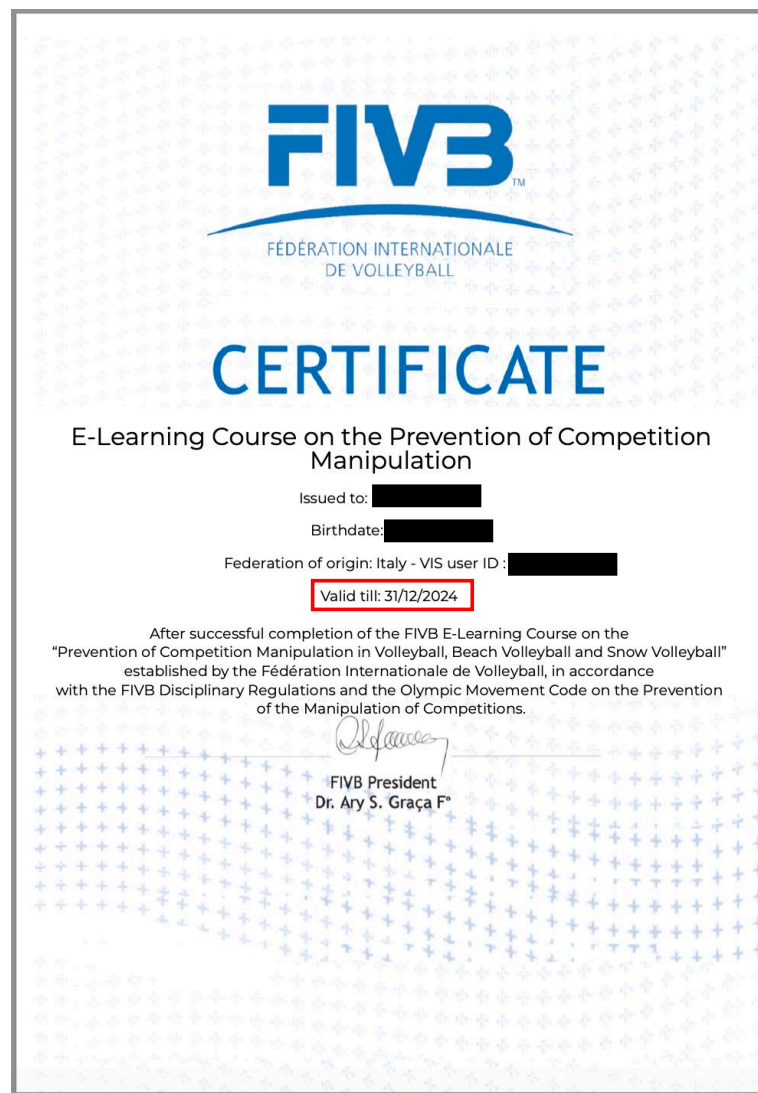 FIVB TM
FÉDÉRATION INTERNATIONALE
DE VOLLEYBALL
CERTIFICATE
E-Learning Course on the Prevention of Competition
Manipulation
Issued to:
Birthdate:
Federation of origin: Italy - VIS user ID :
Valid till: 31/12/2024
After successful completion of the FIVB E-Learning Course on the
“Prevention of Competition Manipulation in Volleyball, Beach Volleyball and Snow Volleyball”
established by the Fédération Internationale de Volleyball, in accordance
with the FIVB Disciplinary Regulations and the Olympic Movement Code on the Prevention
of the Manipulation of Competitions.
FIVB President
Dr. Ary S. Graça F°